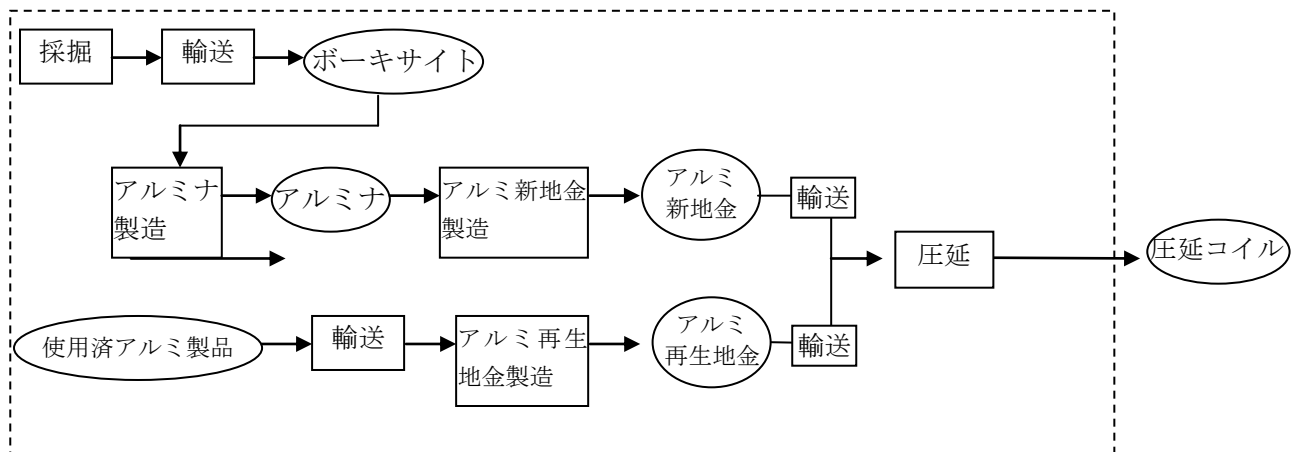 採掘
輸送
ボーキサイト
アルミナ
製造
アルミナ
アルミ新地金
製造
アルミ
新地金
輸送
圧延
圧延コイル
使用済アルミ製品
輸送
アルミ再生
地金製造
アルミ
再生地金
輸送